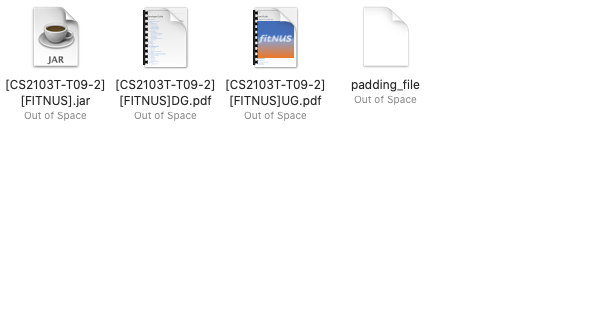 JAR
fitNUS
[CS2103T-T09-2]
[FITNUS].jar
Out of Space
[CS2103T-T09-2]
[FITNUS]DG.pdf
Out of Space
[CS2103T-T09-2]
[FITNUS]UG.pdf
Out of Space
padding_file
Out of Space